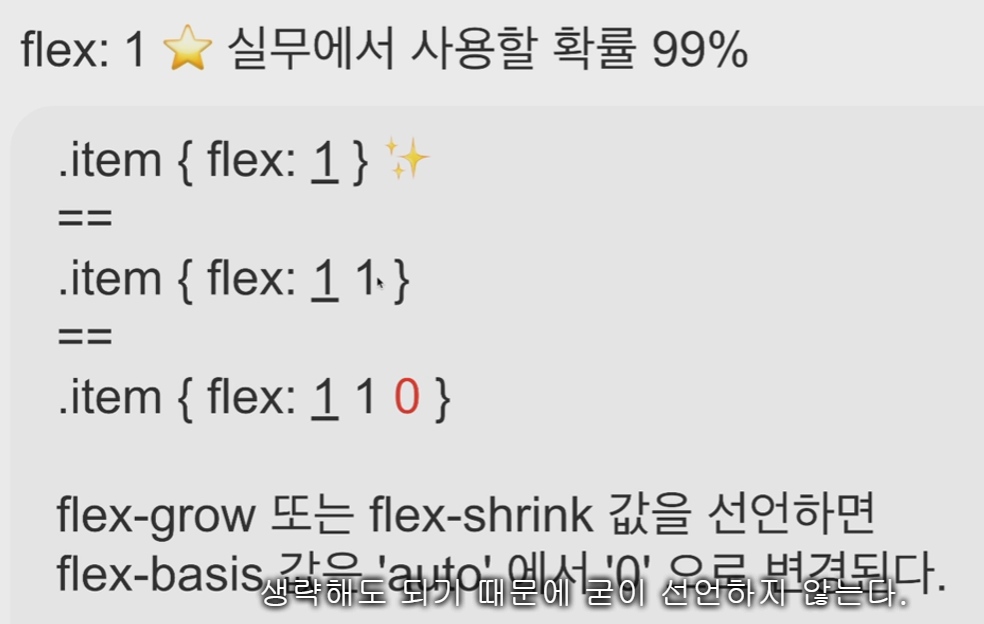 flex: 1 ⭐ 실무에서 사용할 확률 99%
.item { flex: 1 } ✨
==
.item { flex: 1 1 }
==
.item { flex: 1 1 0 }
flex-grow 또는 flex-shrink 값을 선언하면
flex-basis 값은 'auto' 에서 '0' 으로 변경된다.
생략해도 되기 때문에 굳이 선언하지 않는다.